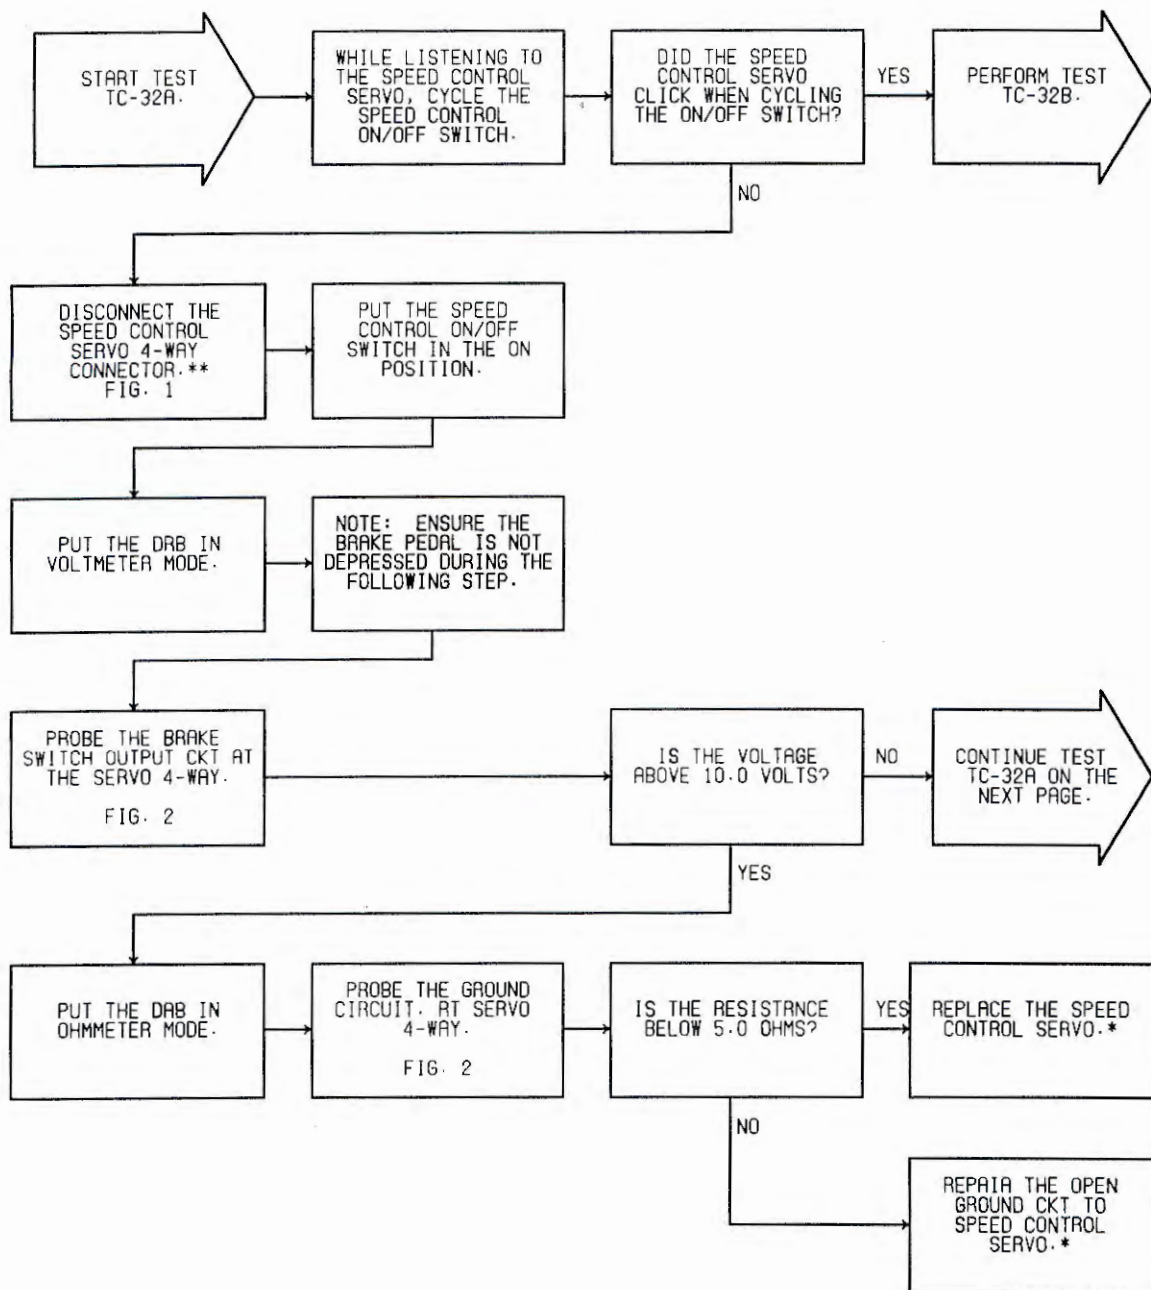 START TEST
TC-32A.
WHILE LISTENING TO
THE SPEED CONTROL
SERVO, CYCLE THE
SPEED CONTROL
ON/OFF SWITCH.
DID THE SPEED
CONTROL SERVO
CLICK WHEN CYCLING
THE ON/OFF SWITCH?
YES
PERFORM TEST
TC-32B.
NO
DISCONNECT THE
SPEED CONTROL
SERVO 4-WAY
CONNECTOR.**
FIG. 1
PUT THE SPEED
CONTROL ON/OFF
SWITCH IN THE ON
POSITION.
PUT THE DRB IN
VOLTMETER MODE.
NOTE: ENSURE THE
BRAKE PEDAL IS NOT
DEPRESSED DURING THE
FOLLOWING STEP.
PROBE THE BRAKE
SWITCH OUTPUT CKT AT
THE SERVO 4-WAY.
FIG. 2
IS THE VOLTAGE
ABOVE 10.0 VOLTS?
NO
CONTINUE TEST
TC-32A ON THE
NEXT PAGE.
YES
PUT THE DRB IN
OHMMETER MODE.
PROBE THE GROUND
CIRCUIT. AT SERVO
4-WAY.
FIG. 2
IS THE RESISTANCE
BELOW 5.0 OHMS?
YES
REPLACE THE SPEED
CONTROL SERVO.*
NO
REPAIR THE OPEN
GROUND CKT TO
SPEED CONTROL
SERVO.*